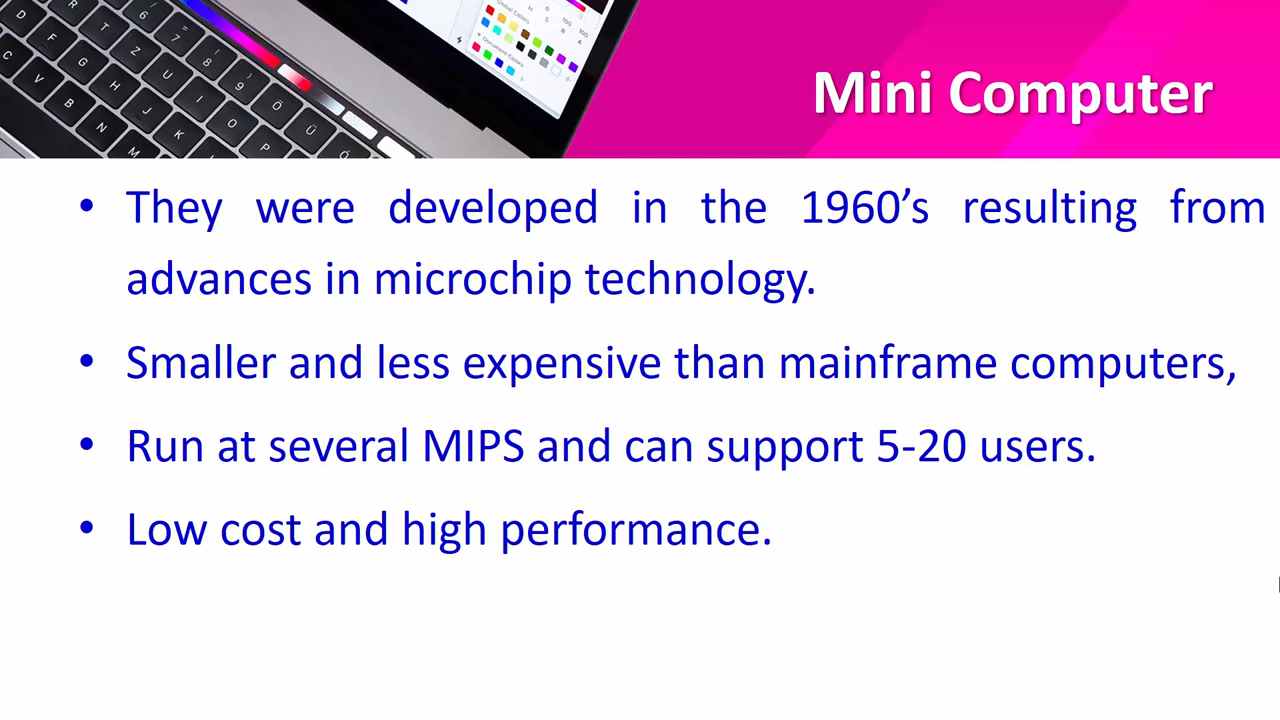 Mini Computer
• They were developed in the 1960’s resulting from
advances in microchip technology.
• Smaller and less expensive than mainframe computers,
• Run at several MIPS and can support 5-20 users.
• Low cost and high performance.